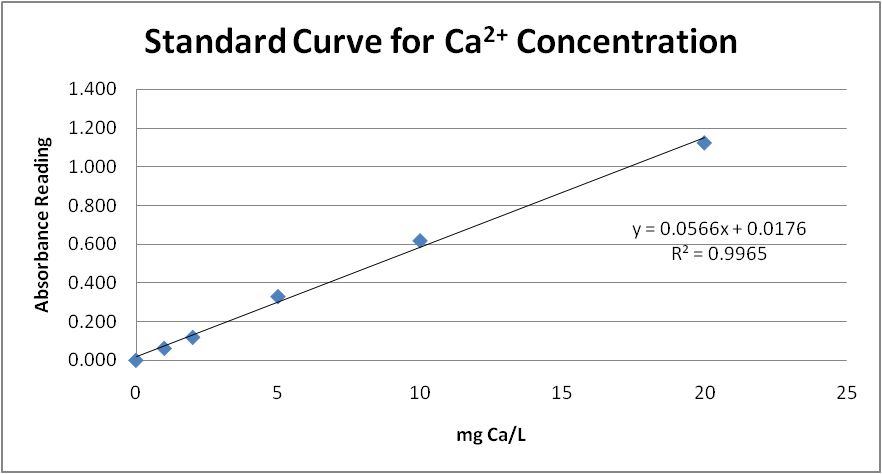 Standard Curve for Ca²⁺ Concentration
1.400
1.200
1.000
0.800
0.600
0.400
0.200
0.000
Absorbance Reading
y = 0.0566x + 0.0176
R² = 0.9965
0 5 10 15 20 25
mg Ca/L